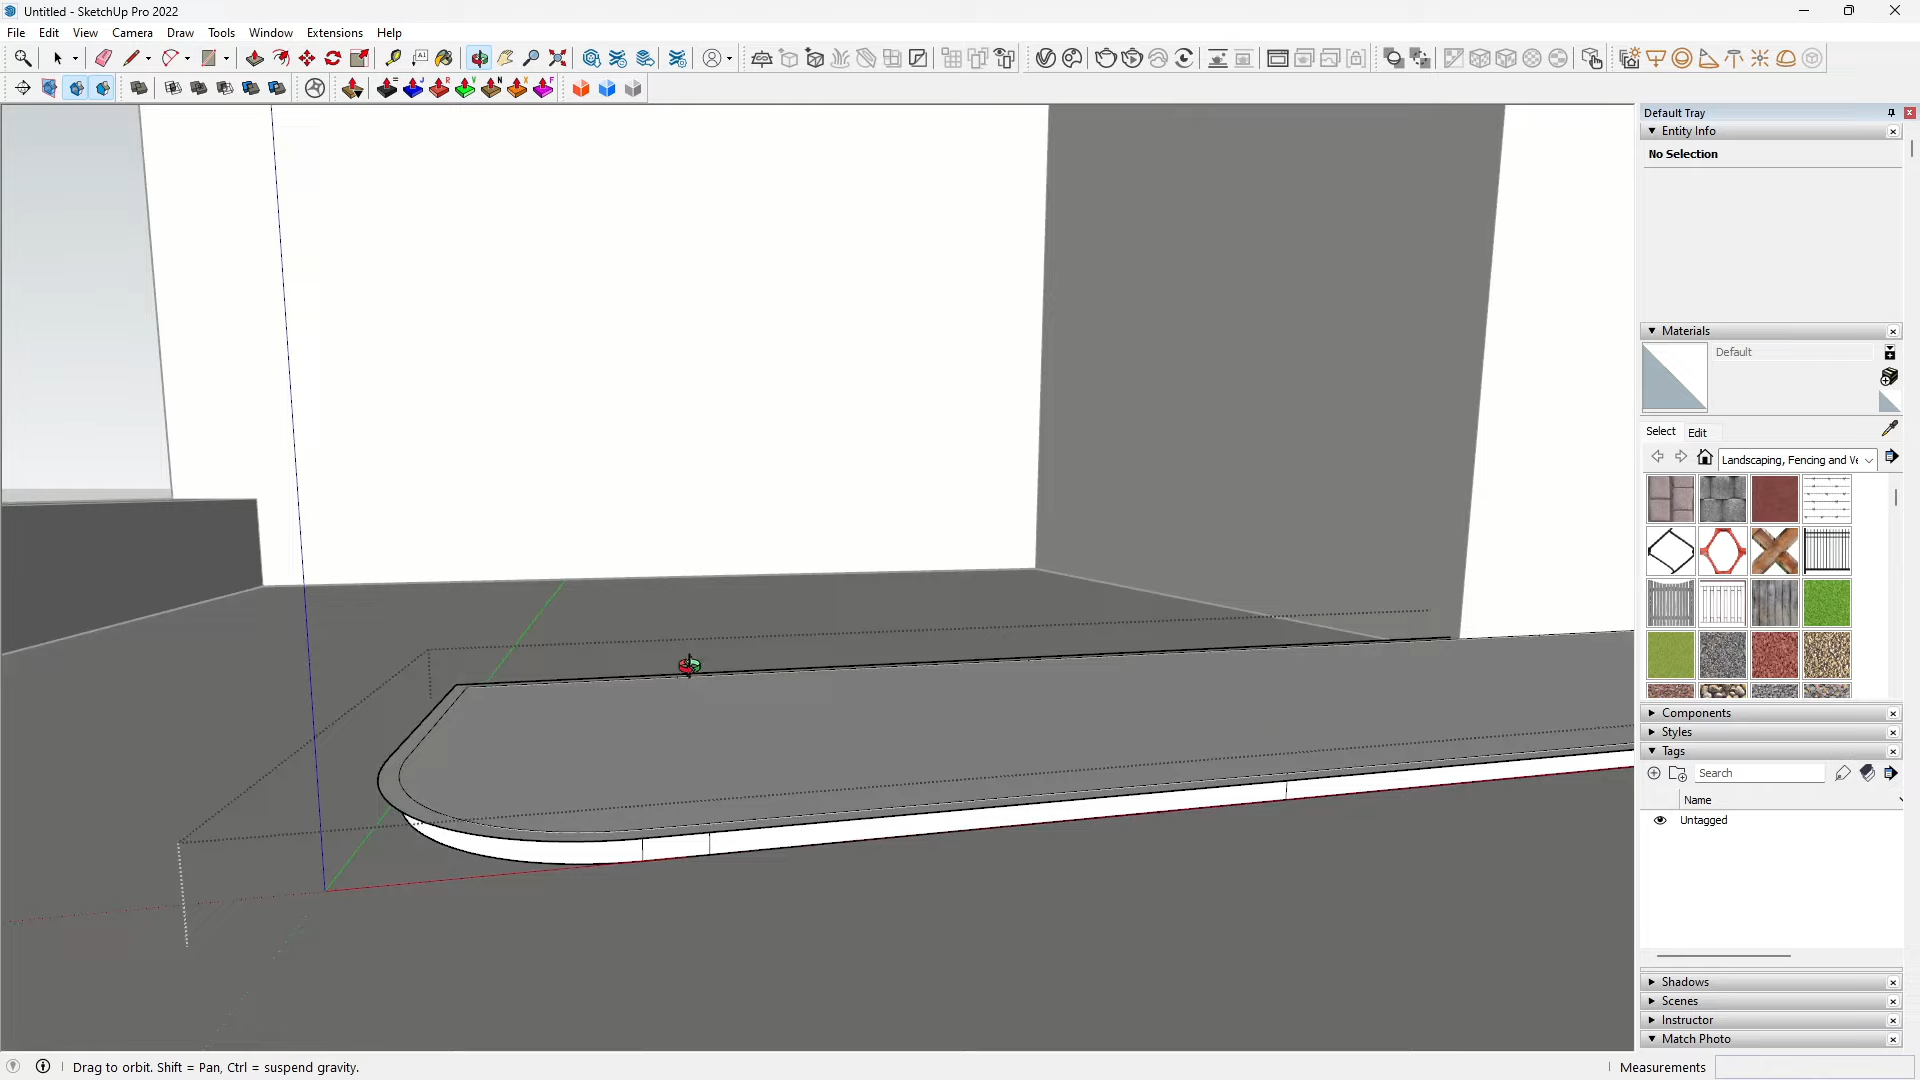 Untitled - SketchUp Pro 2022
File Edit View Camera Draw Tools Window Extensions Help
Default Tray
Entity Info
No Selection
Materials
Default
Select Edit
Landscaping, Fencing and Ve
Components
Styles
Tags
Search
Name
Untagged
Shadows
Scenes
Instructor
Match Photo
Drag to orbit. Shift = Pan, Ctrl = suspend gravity.
Measurements